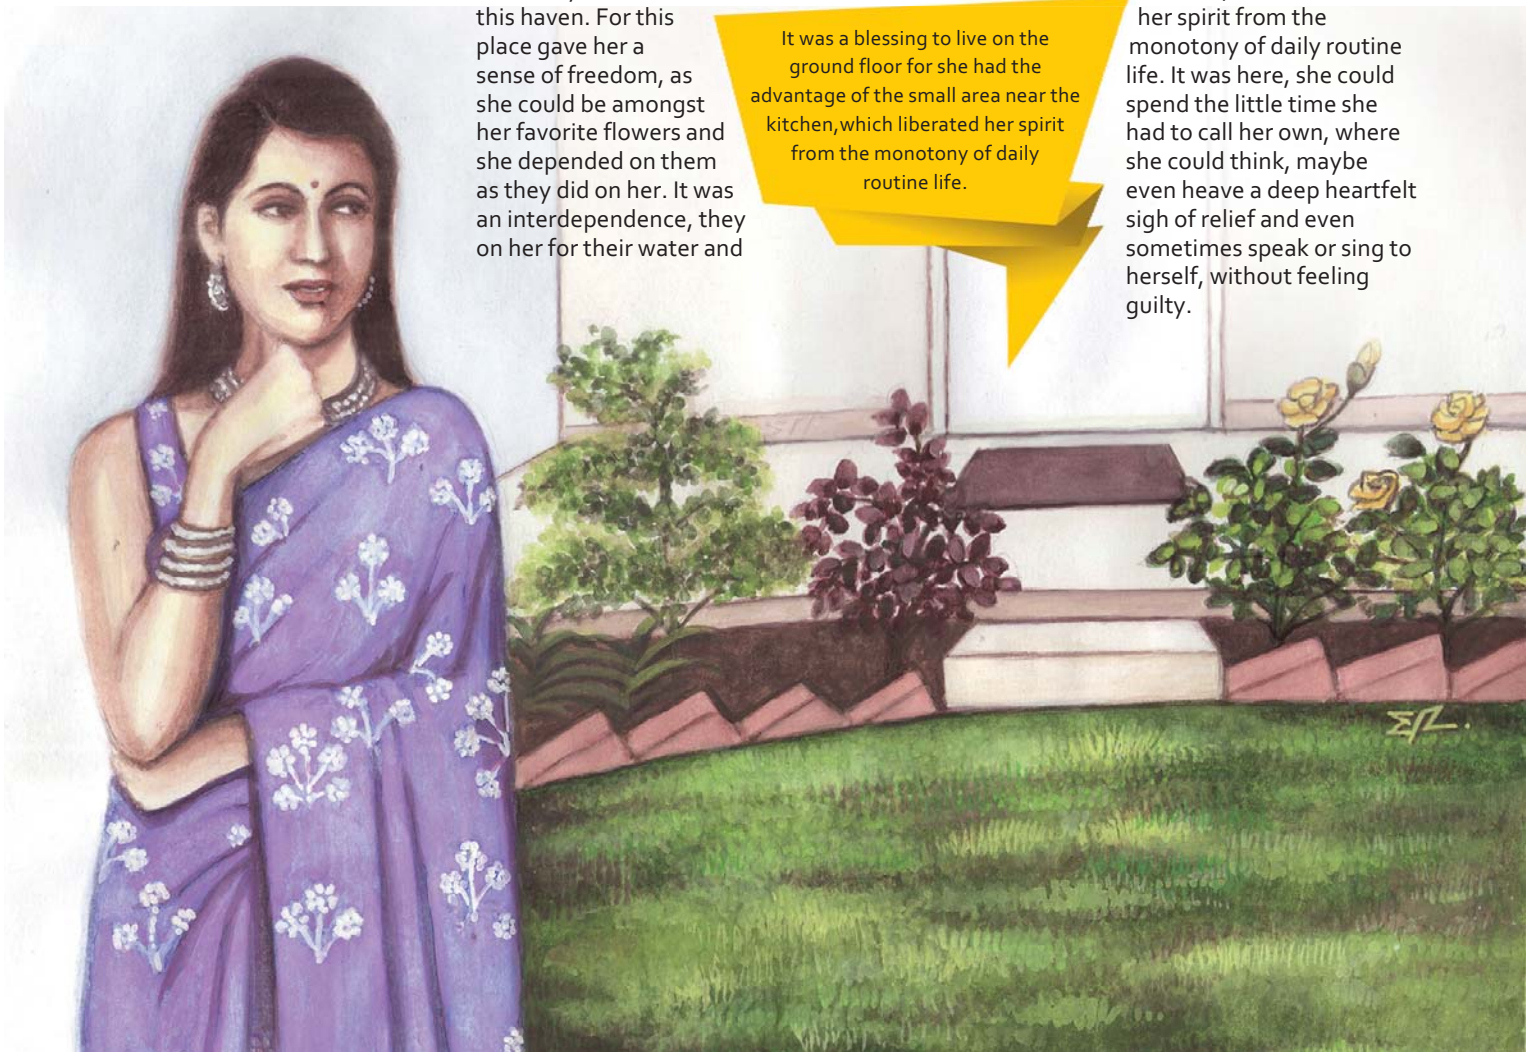 this haven. For this
place gave her a
sense of freedom, as
she could be amongst
her favorite flowers and
she depended on them
as they did on her. It was
an interdependence, they
on her for their water and
It was a blessing to live on the
ground floor for she had the
advantage of the small area near the
kitchen,which liberated her spirit
from the monotony of daily
routine life.
her spirit from the
monotony of daily routine
life. It was here, she could
spend the little time she
had to call her own, where
she could think, maybe
even heave a deep heartfelt
sigh of relief and even
sometimes speak or sing to
herself, without feeling
guilty.